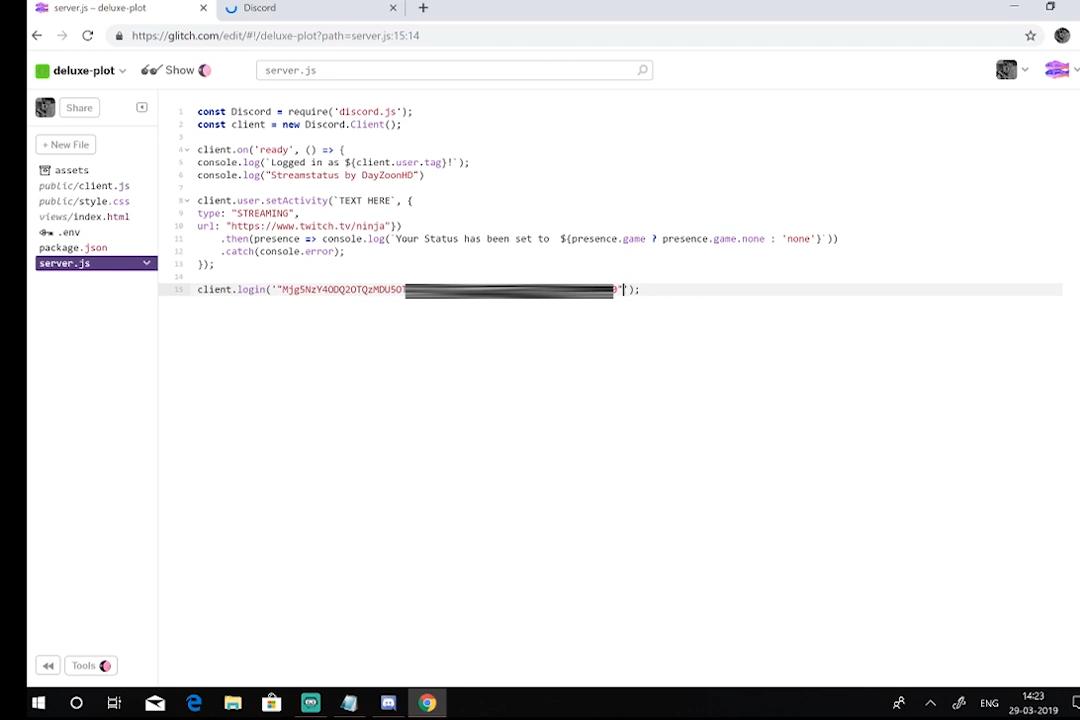 server.js – deluxe-plot
Discord
https://glitch.com/edit/#!/deluxe-plot?path=server.js:15:14
deluxe-plot
Show
server.js
Share
+ New File
assets
public/client.js
public/style.css
views/index.html
.env
package.json
server.js
1 const Discord = require('discord.js');
2 const client = new Discord.Client();
3
4 client.on('ready', () => {
5 console.log(`Logged in as ${client.user.tag}!`);
6 console.log("Streamstatus by DayZoonHD")
7
8 client.user.setActivity(`TEXT HERE`, {
9 type: "STREAMING",
10 url: "https://www.twitch.tv/ninja"})
11 .then(presence => console.log(`Your Status has been set to ${presence.game ? presence.game.none : 'none'}`))
12 .catch(console.error);
13 });
14
15 client.login('"
"');
Tools
ENG
14:23
29-03-2019